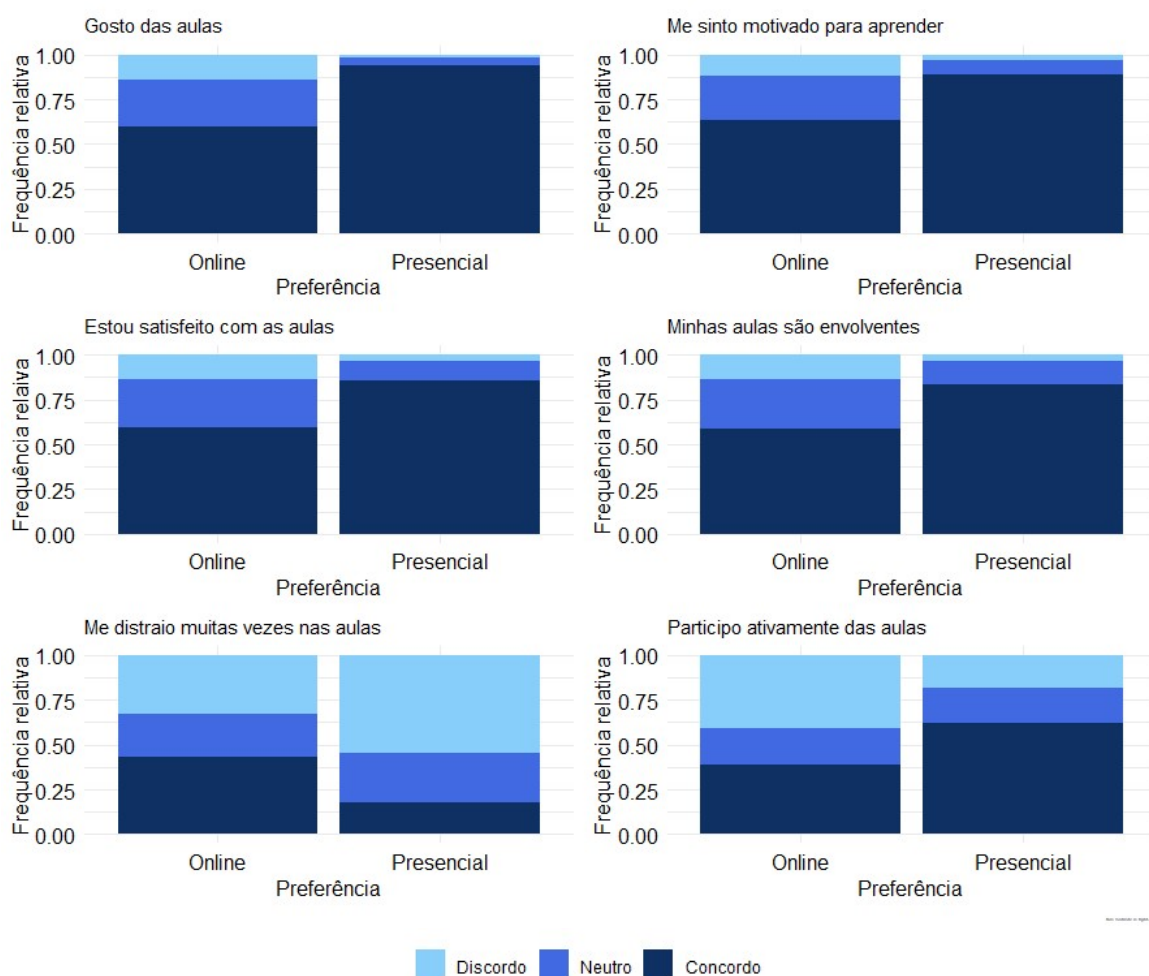 Gosto das aulas
Frequência relativa
1.00
0.75
0.50
0.25
0.00
Online
Presencial
Preferência
Me sinto motivado para aprender
Frequência relativa
1.00
0.75
0.50
0.25
0.00
Online
Presencial
Preferência
Estou satisfeito com as aulas
Frequência relaiva
1.00
0.75
0.50
0.25
0.00
Online
Presencial
Preferência
Minhas aulas são envolventes
Frequência relativa
1.00
0.75
0.50
0.25
0.00
Online
Presencial
Preferência
Me distraio muitas vezes nas aulas
Frequência relativa
1.00
0.75
0.50
0.25
0.00
Online
Presencial
Preferência
Participo ativamente das aulas
Frequência relativa
1.00
0.75
0.50
0.25
0.00
Online
Presencial
Preferência
Discordo
Neutro
Concordo